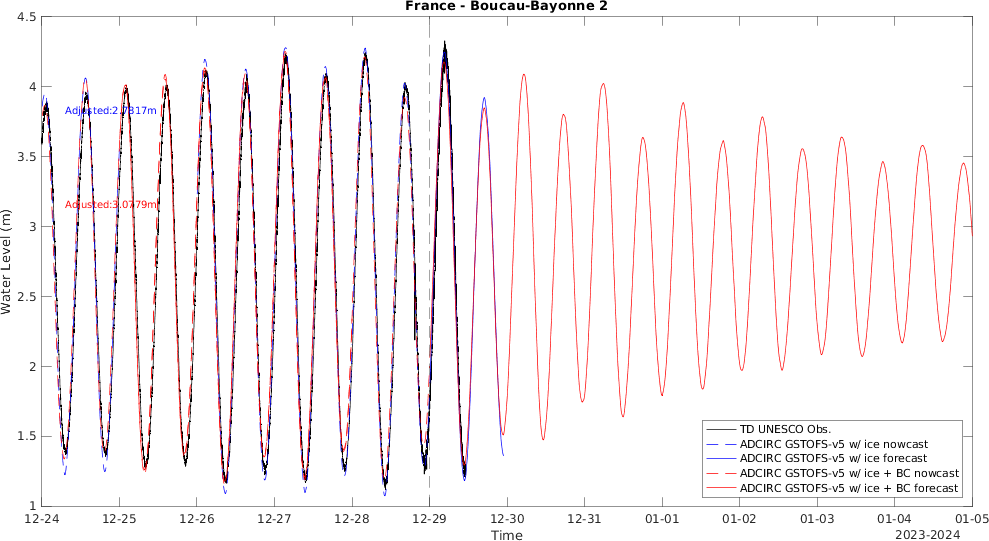 France - Boucau-Bayonne 2
4.5
4
3.5
3
2.5
2
1.5
1
Water Level (m)
Adjusted:2.7317m
Adjusted:3.0779m
TD UNESCO Obs.
ADCIRC GSTOFS-v5 w/ ice nowcast
ADCIRC GSTOFS-v5 w/ ice forecast
ADCIRC GSTOFS-v5 w/ ice + BC nowcast
ADCIRC GSTOFS-v5 w/ ice + BC forecast
12-24 12-25 12-26 12-27 12-28 12-29 12-30 12-31 01-01 01-02 01-03 01-04 01-05
Time
2023-2024